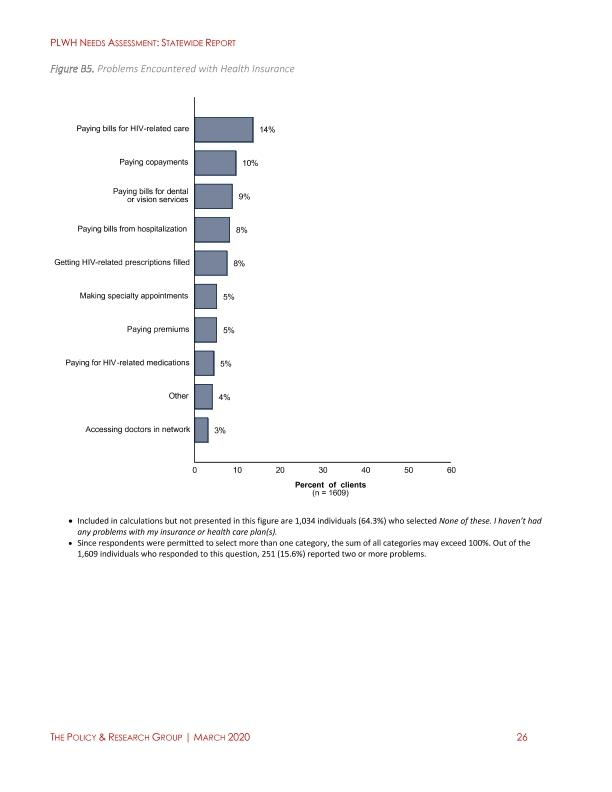 PLWH NEEDS ASSESSMENT: STATEWIDE REPORT
Figure B5. Problems Encountered with Health Insurance
Paying bills for HIV-related care 14%
Paying copayments 10%
Paying bills for dental
or vision services 9%
Paying bills from hospitalization 8%
Getting HIV-related prescriptions filled 8%
Making specialty appointments 5%
Paying premiums 5%
Paying for HIV-related medications 5%
Other 4%
Accessing doctors in network 3%
0 10 20 30 40 50 60
Percent of clients
(n = 1609)
• Included in calculations but not presented in this figure are 1,034 individuals (64.3%) who selected None of these. I haven't had
any problems with my insurance or health care plan(s).
• Since respondents were permitted to select more than one category, the sum of all categories may exceed 100%. Out of the
1,609 individuals who responded to this question, 251 (15.6%) reported two or more problems.
THE POLICY & RESEARCH GROUP | MARCH 2020 26